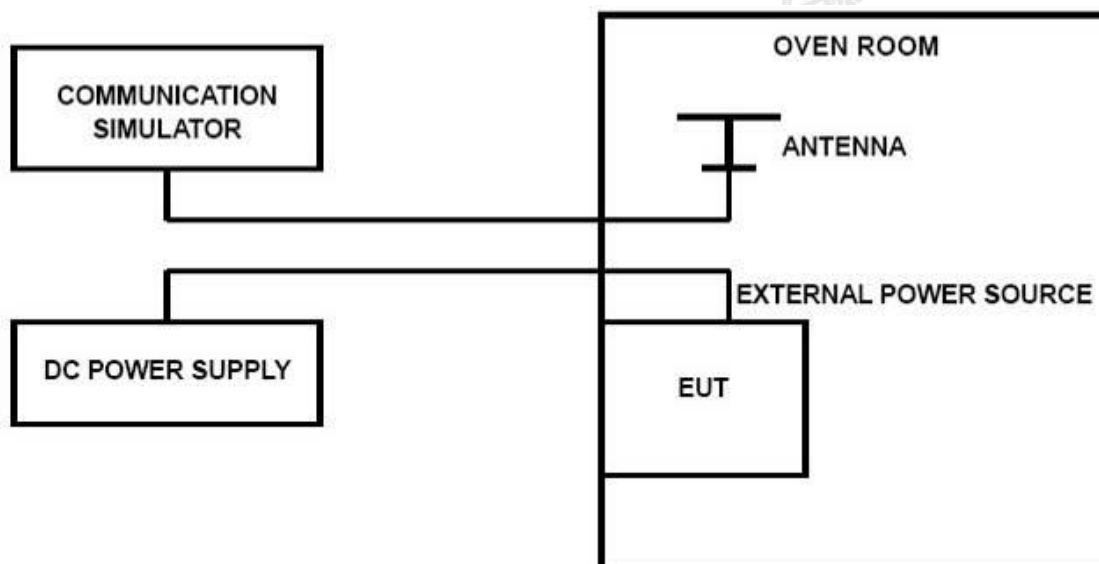 OVEN ROOM
COMMUNICATION
SIMULATOR
ANTENNA
EXTERNAL POWER SOURCE
DC POWER SUPPLY
EUT